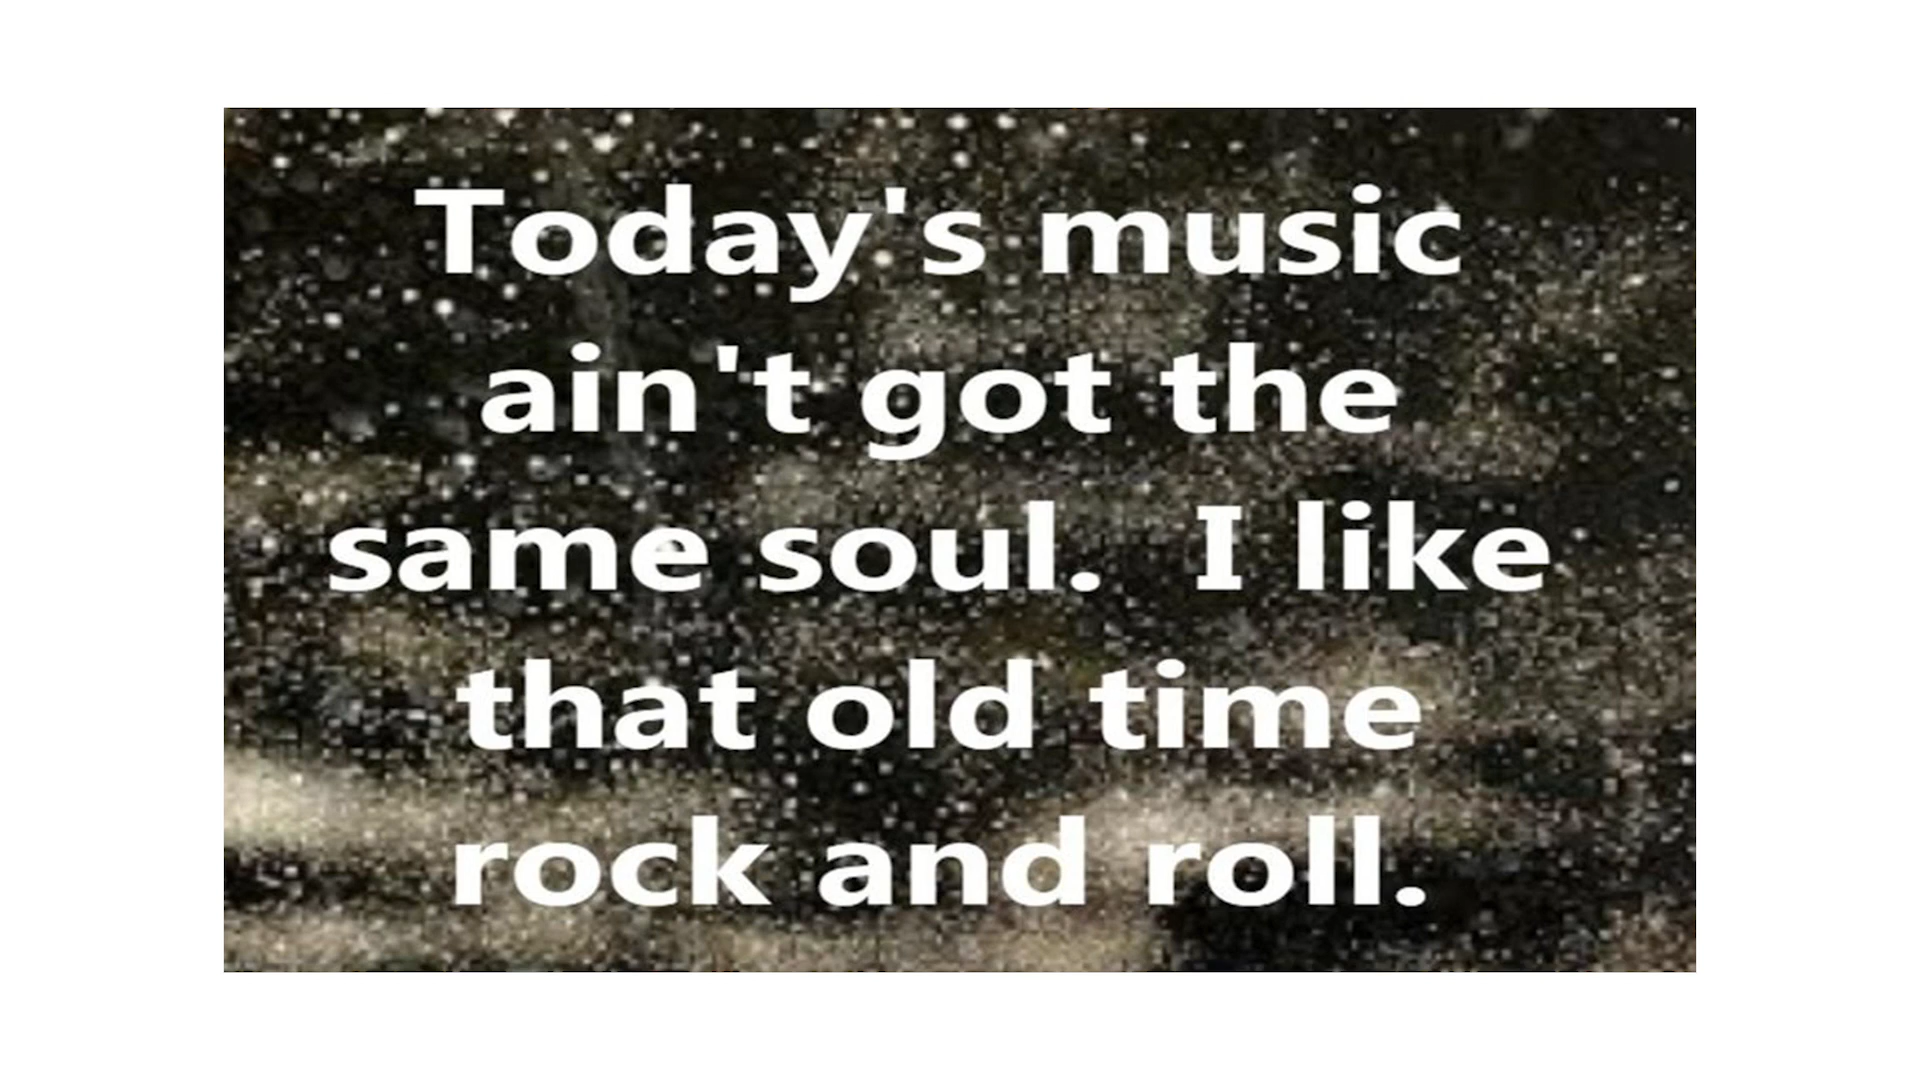 Today's music
ain't got the
same soul.  I like
that old time
rock and roll.